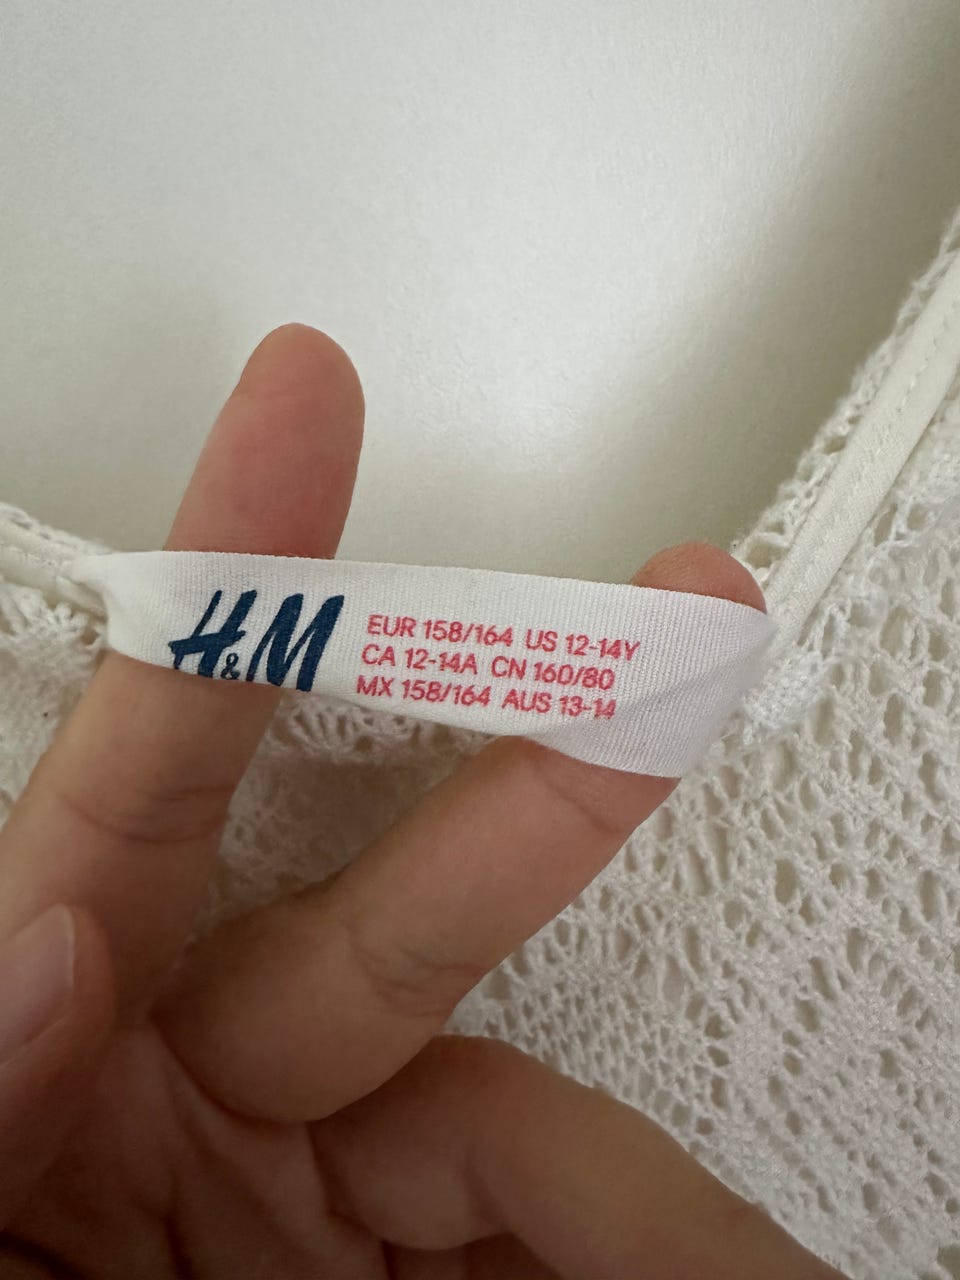 H&M
EUR 158/164 US 12-14Y
CA 12-14A CN 160/80
MX 158/164 AUS 13-14